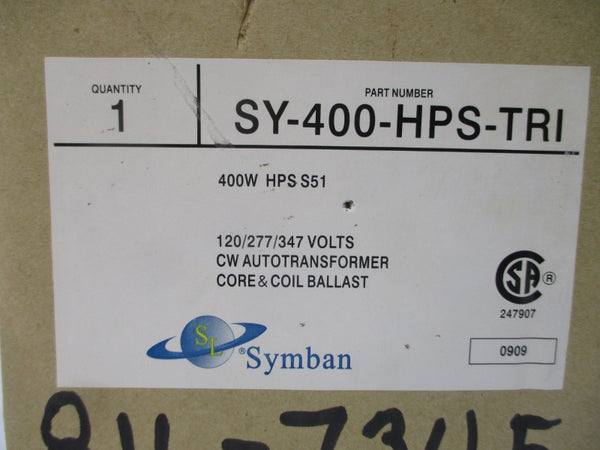 QUANTITY
1
PART NUMBER
SY-400-HPS-TRI
400W HPS S51
120/277/347 VOLTS
CW AUTOTRANSFORMER
CORE & COIL BALLAST
CSA ®
247907
SL ®Symban
0909